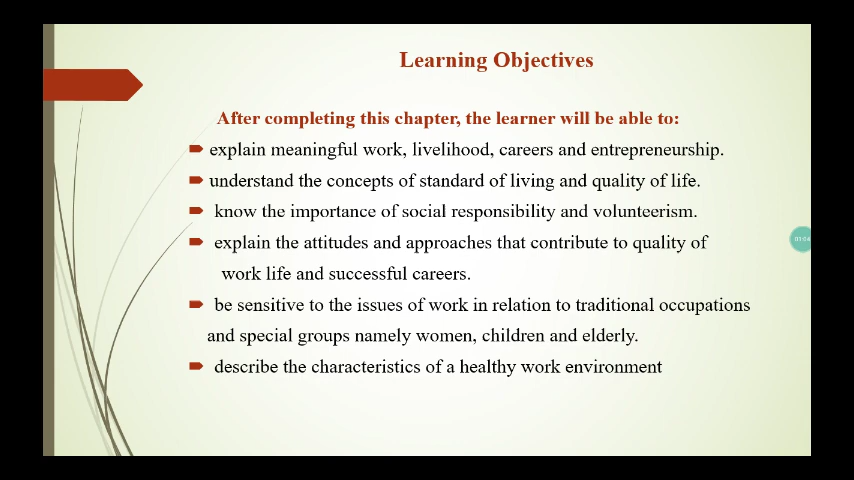 Learning Objectives
After completing this chapter, the learner will be able to:
explain meaningful work, livelihood, careers and entrepreneurship.
understand the concepts of standard of living and quality of life.
know the importance of social responsibility and volunteerism.
explain the attitudes and approaches that contribute to quality of
work life and successful careers.
be sensitive to the issues of work in relation to traditional occupations
and special groups namely women, children and elderly.
describe the characteristics of a healthy work environment